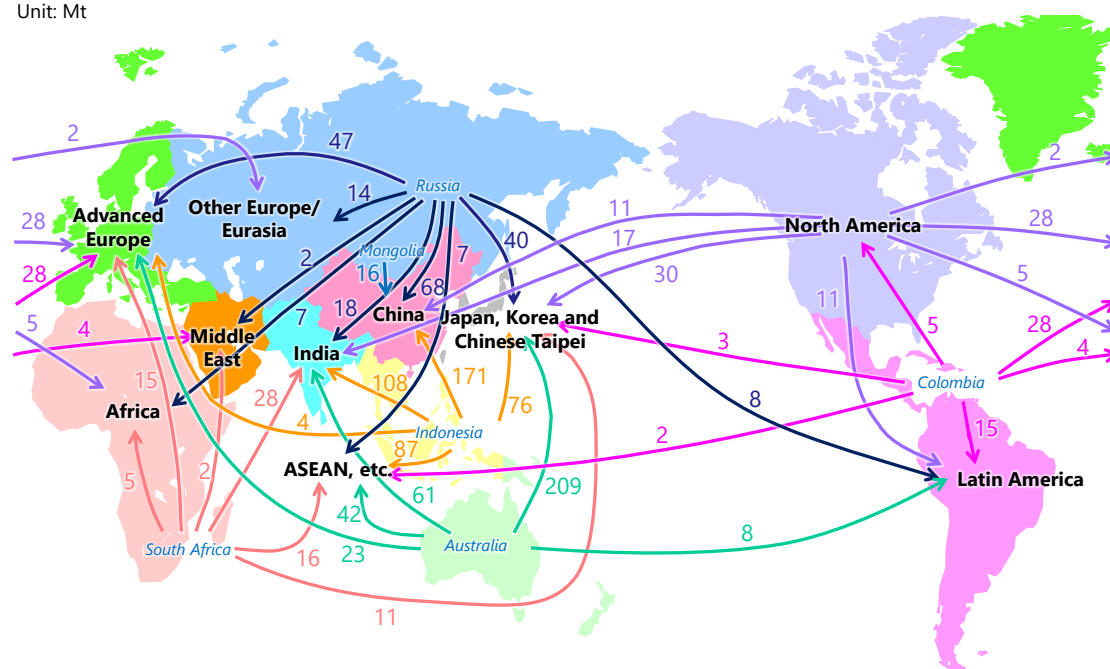 Unit: Mt
2
47
2
Russia
14
Advanced
Europe
Other Europe/
Eurasia
11
North America
28
28
17
40
7
2
Mongolia
28
16
30
5
68
18
7
11
China
Japan, Korea and
Chinese Taipei
5
4
Middle
East
India
3
5
28
4
Colombia
15
108
171
28
76
8
Africa
4
Indonesia
2
15
87
ASEAN, etc.
5
2
61
209
Latin America
42
South Africa
16
23
Australia
8
11